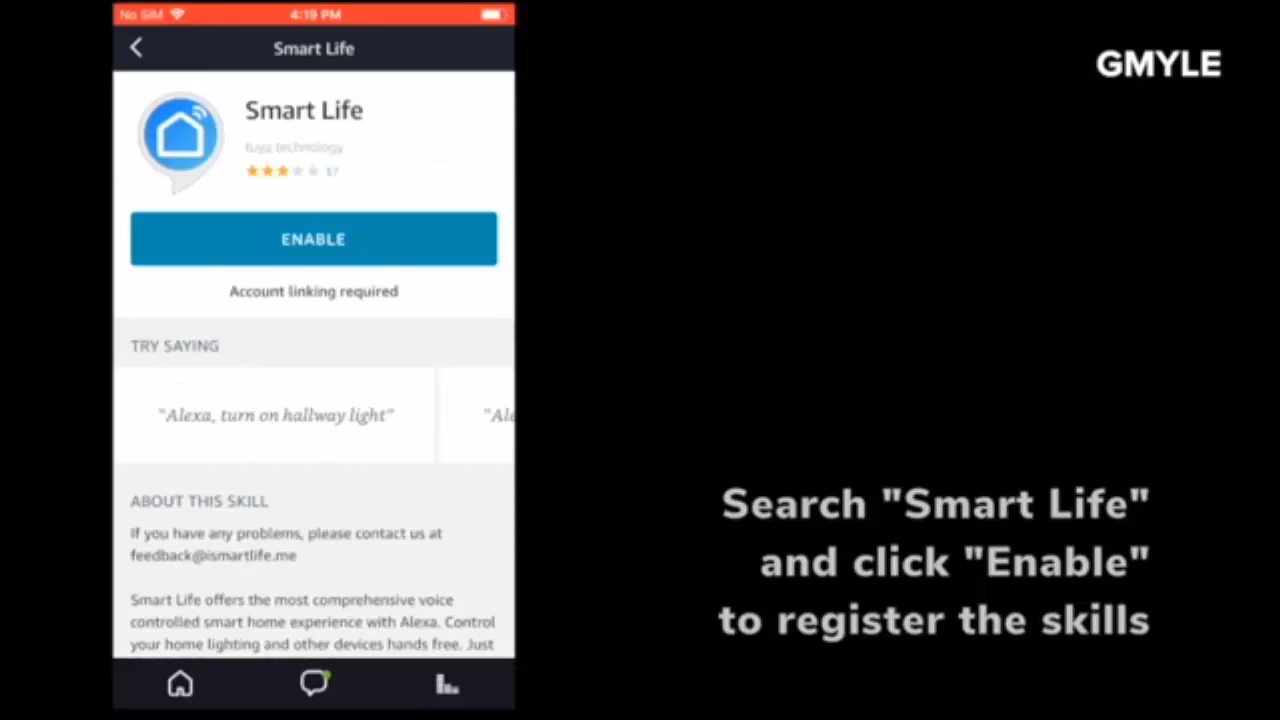 No SIM 4:19 PM
Smart Life
GMYLE
Smart Life
tuya technology
57
ENABLE
Account linking required
TRY SAYING
"Alexa, turn on hallway light"
ABOUT THIS SKILL
If you have any problems, please contact us at
feedback@ismartlife.me
Smart Life offers the most comprehensive voice
controlled smart home experience with Alexa. Control
your home lighting and other devices hands free. Just
Search "Smart Life"
and click "Enable"
to register the skills